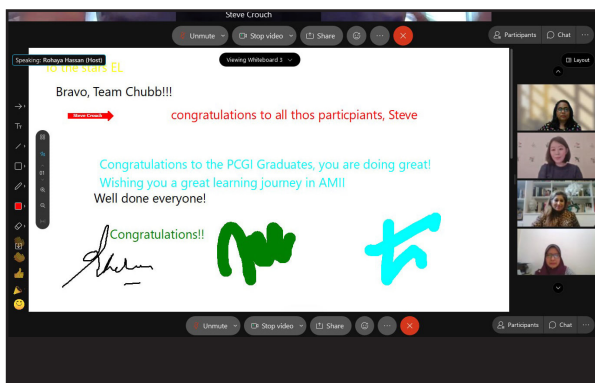 Steve Crouch
Unmute
Stop video
Share
Participants
Chat
Speaking: Rohaya Hassan (Host)
Viewing Whiteboard 3
Layout
To the stars EL
Bravo, Team Chubb!!!
Steve Crouch
congratulations to all thos particpiants, Steve
Congratulations to the PCGI Graduates, you are doing great!
Wishing you a great learning journey in AMII
Well done everyone!
Congratulations!!
Unmute
Stop video
Share
Participants
Chat